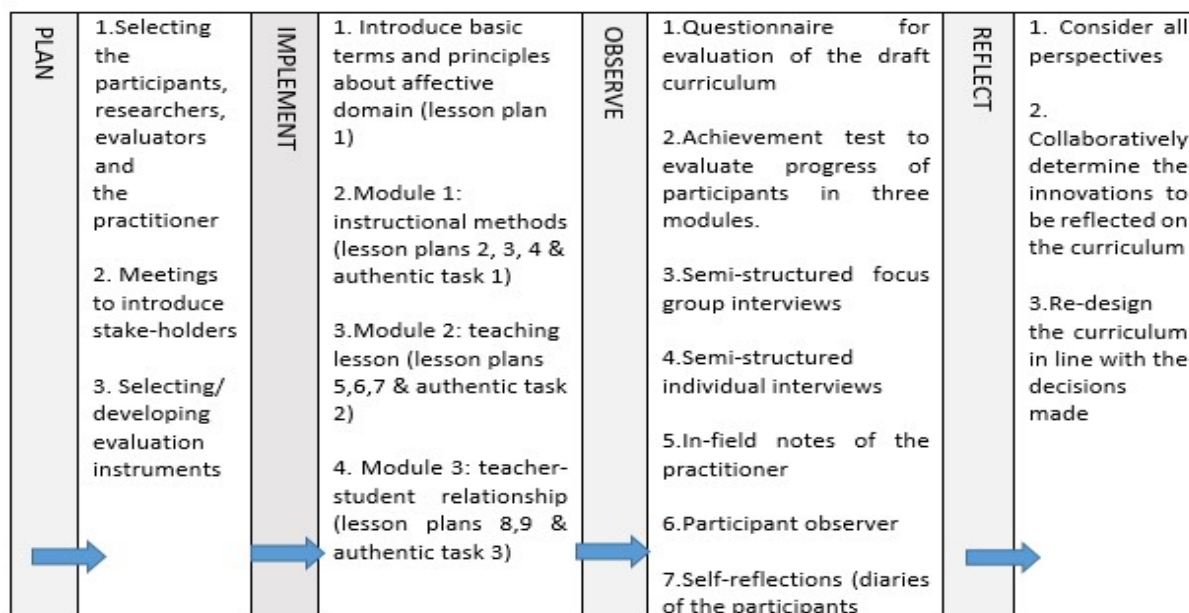 PLAN
1.Selecting
the
participants,
researchers,
evaluators
and
the
practitioner
2. Meetings
to introduce
stake-holders
3. Selecting/
developing
evaluation
instruments
IMPLEMENT
1. Introduce basic
terms and principles
about affective
domain (lesson plan
1)
2.Module 1:
instructional methods
(lesson plans 2, 3, 4 &
authentic task 1)
3.Module 2: teaching
lesson (lesson plans
5,6,7 & authentic task
2)
4. Module 3: teacher-
student relationship
(lesson plans 8,9 &
authentic task 3)
OBSERVE
1.Questionnaire for
evaluation of the draft
curriculum
2.Achievement test to
evaluate progress of
participants in three
modules.
3.Semi-structured focus
group interviews
4.Semi-structured
individual interviews
5.In-field notes of the
practitioner
6.Participant observer
7.Self-reflections (diaries
of the participants
REFLECT
1. Consider all
perspectives
2.
Collaboratively
determine the
innovations to
be reflected on
the curriculum
3.Re-design
the curriculum
in line with the
decisions
made